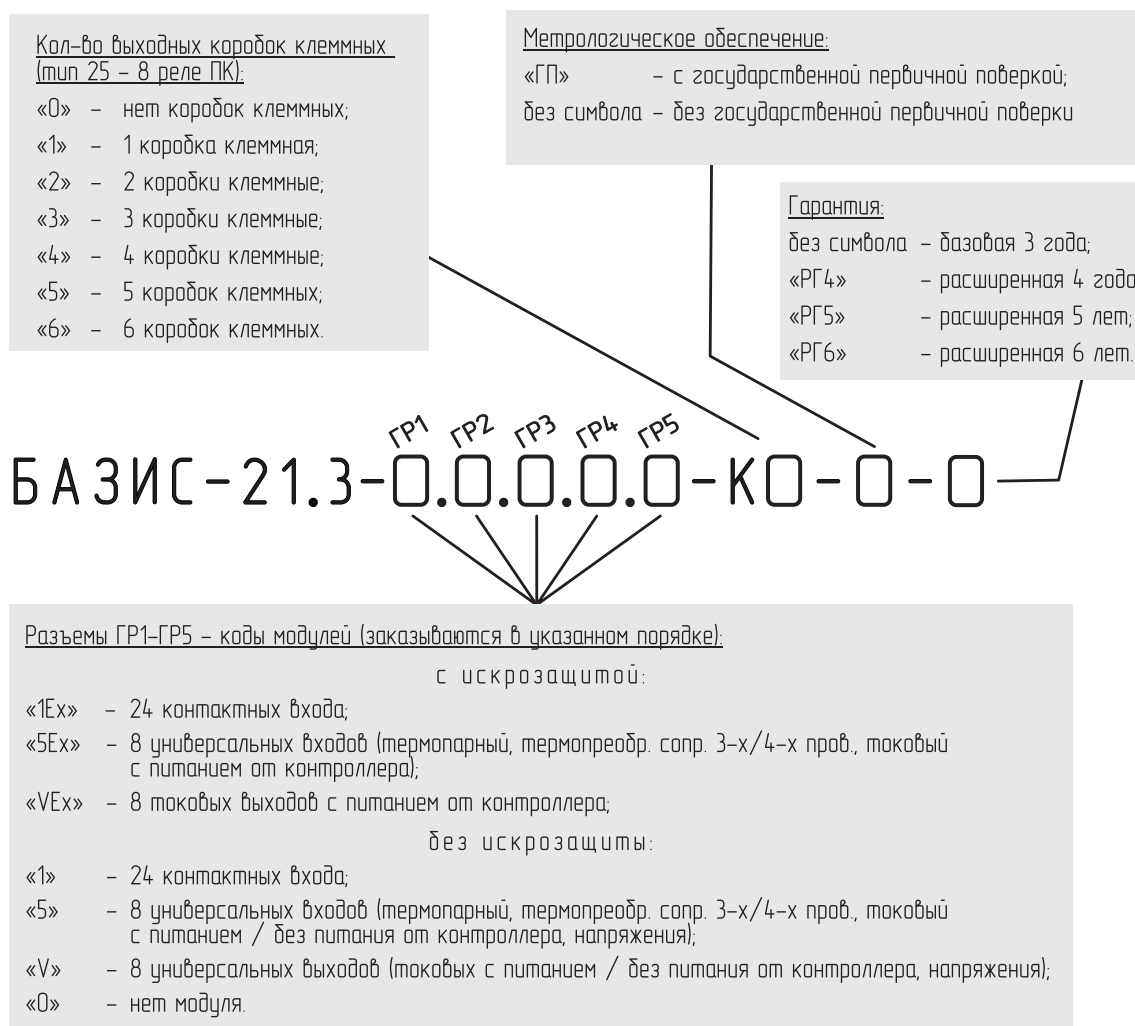 Кол-во выходных коробок клеммных
(тип 25 - 8 реле ПК):
«0» - нет коробок клеммных;
«1» - 1 коробка клеммная;
«2» - 2 коробки клеммные;
«3» - 3 коробки клеммные;
«4» - 4 коробки клеммные;
«5» - 5 коробок клеммных;
«6» - 6 коробок клеммных.
Метрологическое обеспечение:
«ГП» - с государственной первичной поверкой;
без символа - без государственной первичной поверки
Гарантия:
без символа - базовая 3 года;
«РГ4» - расширенная 4 года
«РГ5» - расширенная 5 лет;
«РГ6» - расширенная 6 лет.
ГР1 ГР2 ГР3 ГР4 ГР5
БАЗИС-21.3-□.□.□.□.□-К□-□-□
Разъемы ГР1-ГР5 - коды модулей (заказываются в указанном порядке):
с искрозащитой:
«1Ex» - 24 контактных входа;
«5Ex» - 8 универсальных входов (термопарный, термопреобр. сопр. 3-х/4-х пров., токовый
с питанием от контроллера);
«VEx» - 8 токовых выходов с питанием от контроллера;
без искрозащиты:
«1» - 24 контактных входа;
«5» - 8 универсальных входов (термопарный, термопреобр. сопр. 3-х/4-х пров., токовый
с питанием / без питания от контроллера, напряжения);
«V» - 8 универсальных выходов (токовых с питанием / без питания от контроллера, напряжения);
«0» - нет модуля.